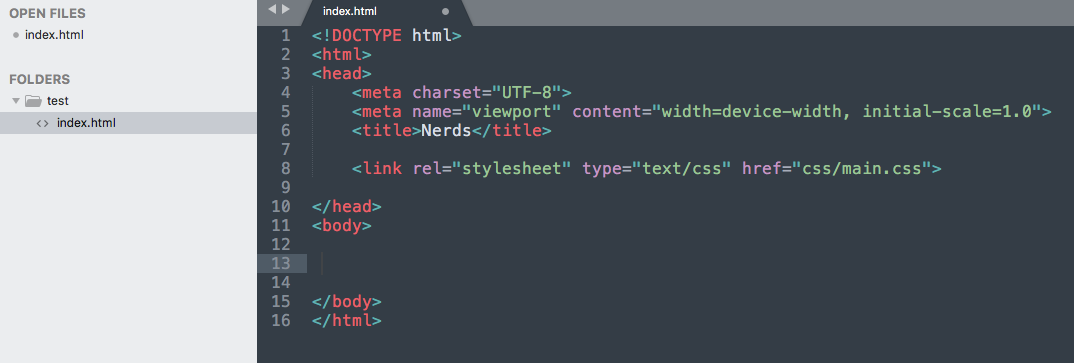 OPEN FILES
index.html
FOLDERS
test
<> index.html
index.html
1 <!DOCTYPE html>
2 <html>
3 <head>
4     <meta charset="UTF-8">
5     <meta name="viewport" content="width=device-width, initial-scale=1.0">
6     <title>Nerds</title>
7
8     <link rel="stylesheet" type="text/css" href="css/main.css">
9
10 </head>
11 <body>
12
13
14
15 </body>
16 </html>